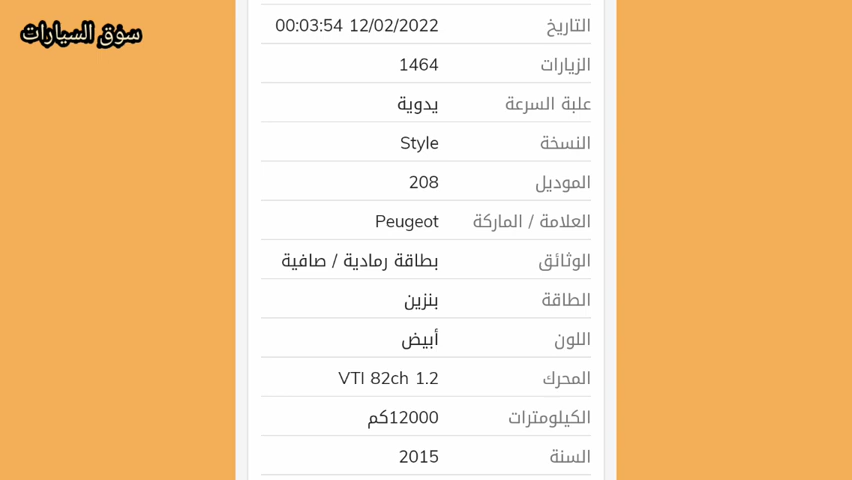 سوق السيارات
التاريخ 12/02/2022 00:03:54
الزيارات 1464
علبة السرعة يدوية
النسخة Style
الموديل 208
العلامة / الماركة Peugeot
الوثائق بطاقة رمادية / صافية
الطاقة بنزين
اللون أبيض
المحرك 1.2 VTI 82ch
الكيلومترات 12000كم
السنة 2015